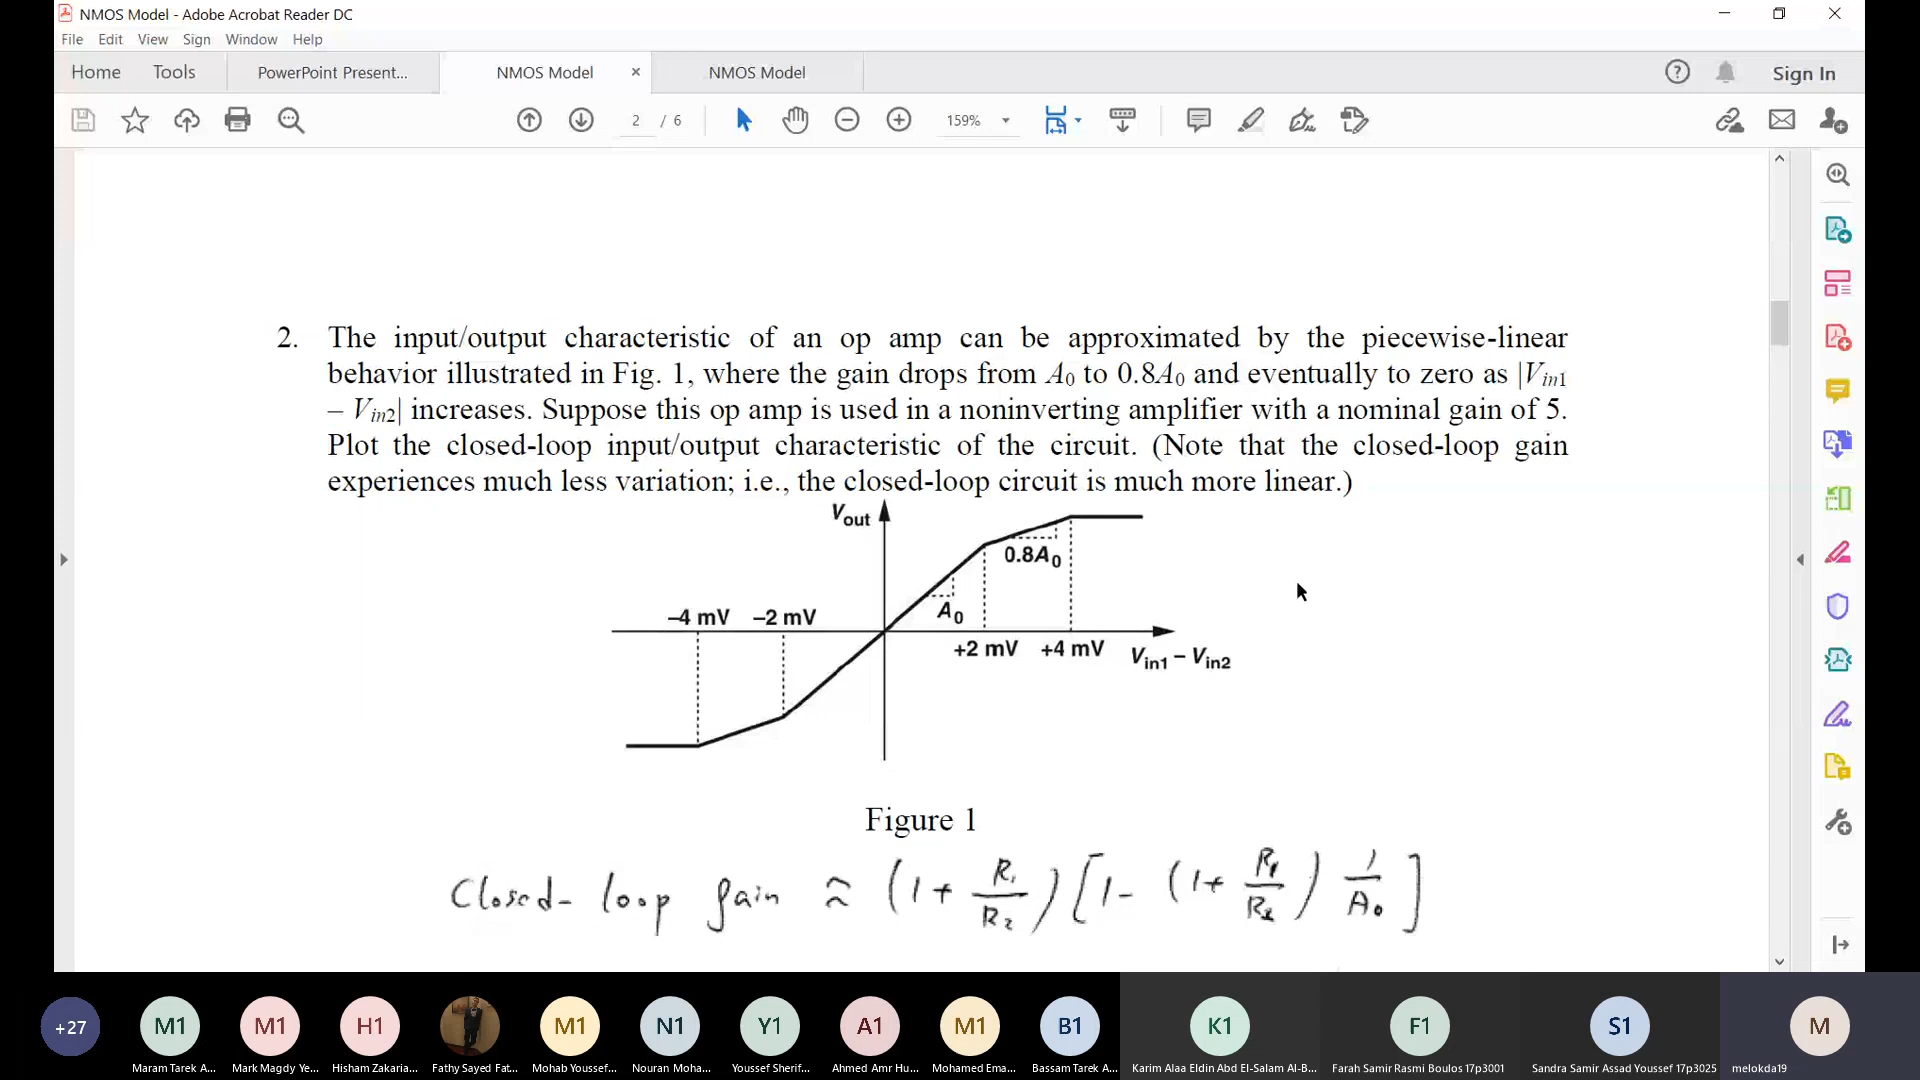 NMOS Model - Adobe Acrobat Reader DC
File Edit View Sign Window Help
Home Tools PowerPoint Present... NMOS Model × NMOS Model Sign In
2 / 6 159%
2. The input/output characteristic of an op amp can be approximated by the piecewise-linear
behavior illustrated in Fig. 1, where the gain drops from A0 to 0.8A0 and eventually to zero as |Vin1
– Vin2| increases. Suppose this op amp is used in a noninverting amplifier with a nominal gain of 5.
Plot the closed-loop input/output characteristic of the circuit. (Note that the closed-loop gain
experiences much less variation; i.e., the closed-loop circuit is much more linear.)
Vout
0.8A0
–4 mV –2 mV A0
+2 mV +4 mV Vin1 – Vin2
Figure 1
Closed-loop gain ≈ (1 + R1/R2) [1 - (1 + R1/R2) 1/A0]
+27 M1 M1 H1 M1 N1 Y1 A1 M1 B1 K1 F1 S1 M
Maram Tarek A... Mark Magdy Ye... Hisham Zakaria... Fathy Sayed Fat... Mohab Youssef... Nouran Moha... Youssef Sherif... Ahmed Amr Hu... Mohamed Ema... Bassam Tarek A... Karim Alaa Eldin Abd El-Salam Al-B... Farah Samir Rasmi Boulos 17p3001 Sandra Samir Assad Youssef 17p3025 melokda19